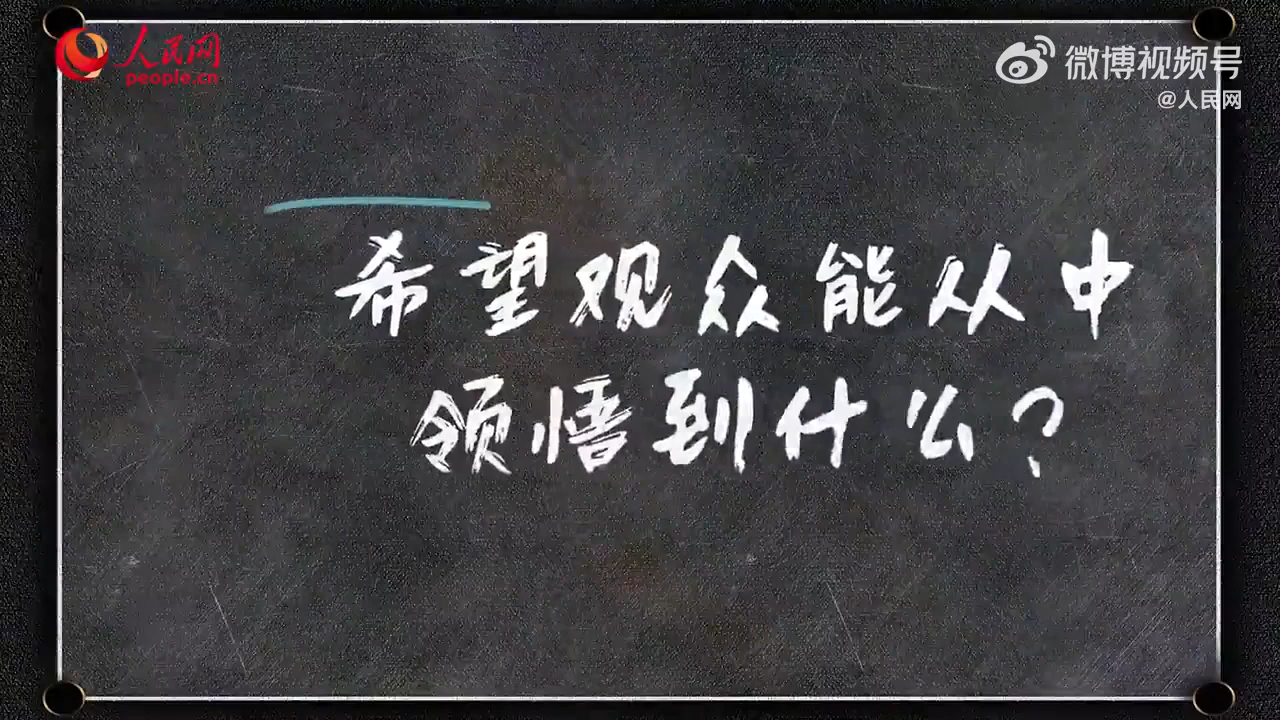 人民网
people.cn
微博视频号
@人民网
希望观众能从中
领悟到什么?